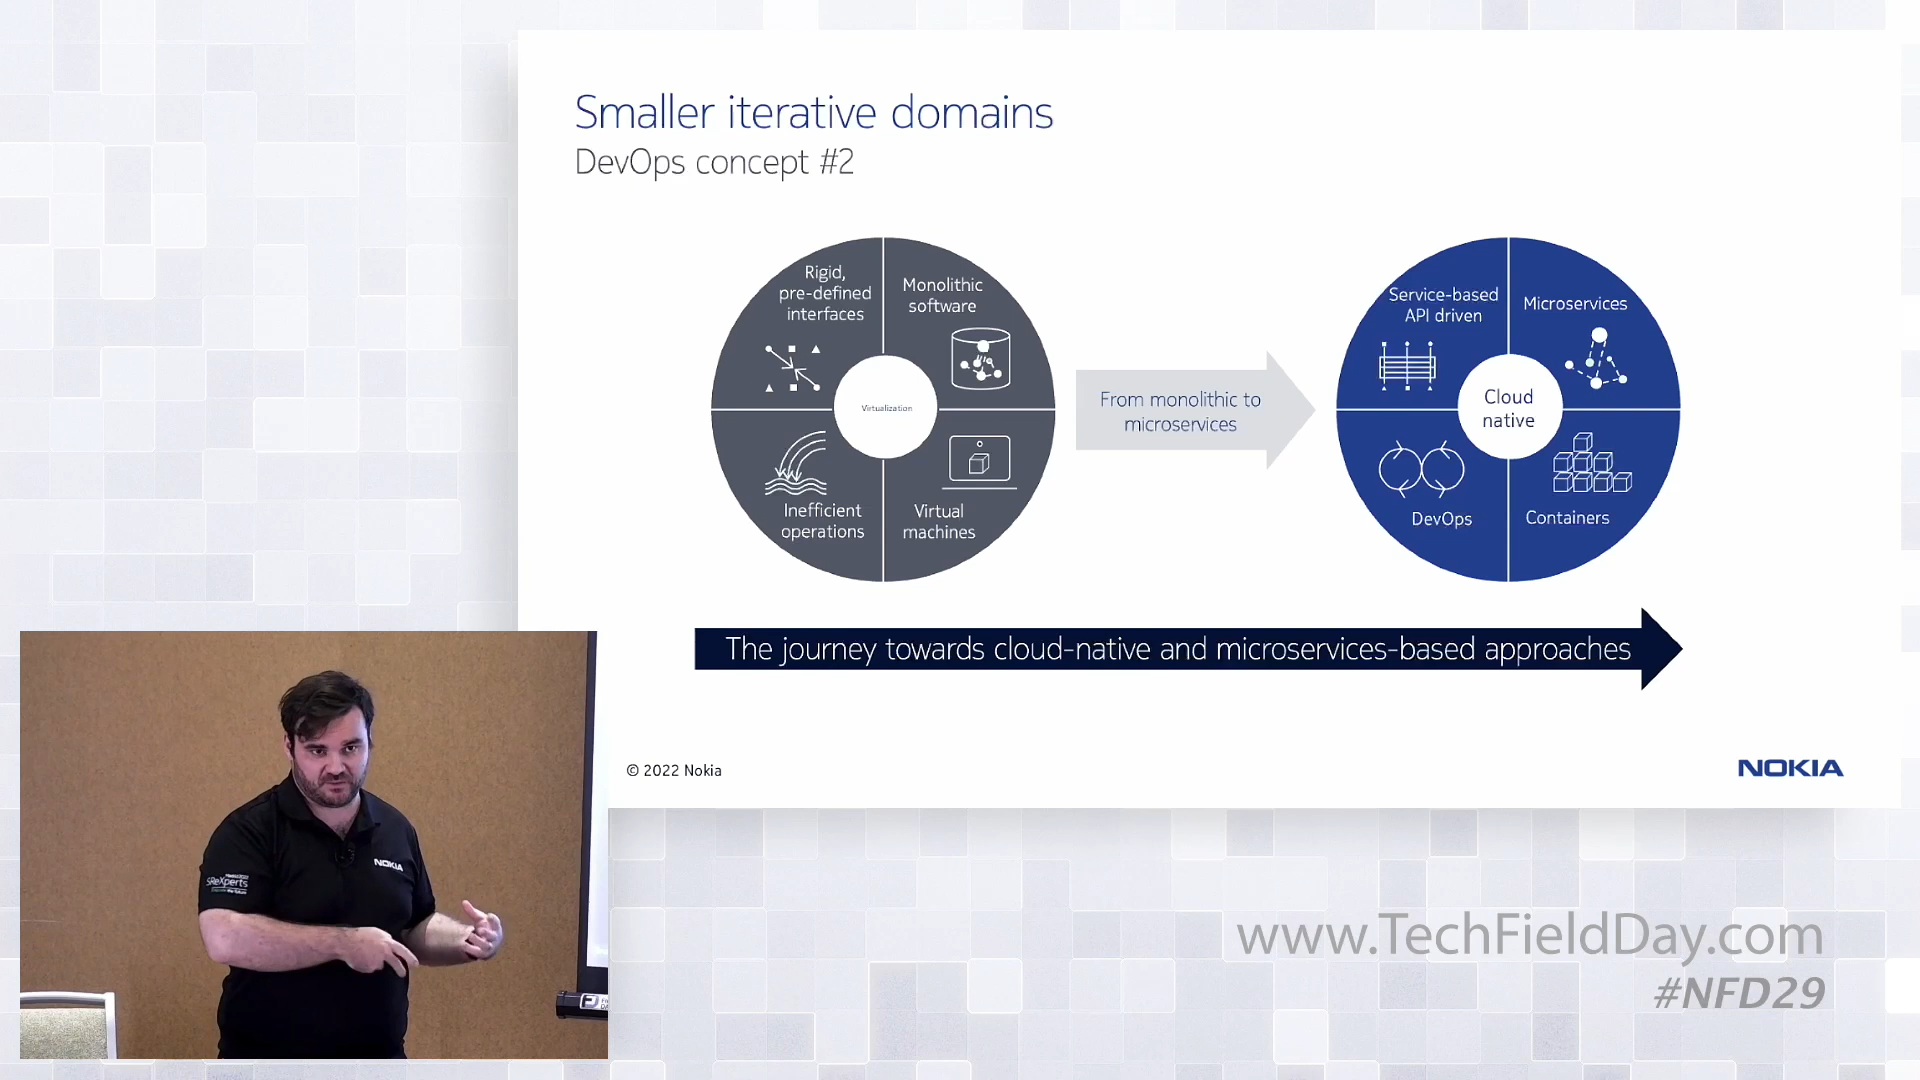 Smaller iterative domains
DevOps concept #2
Rigid,
pre-defined
interfaces
Monolithic
software
Virtualization
Inefficient
operations
Virtual
machines
From monolithic to
microservices
Service-based
API driven
Microservices
Cloud
native
DevOps
Containers
The journey towards cloud-native and microservices-based approaches
© 2022 Nokia
NOKIA
NOKIA
SReXperts
www.TechFieldDay.com
#NFD29